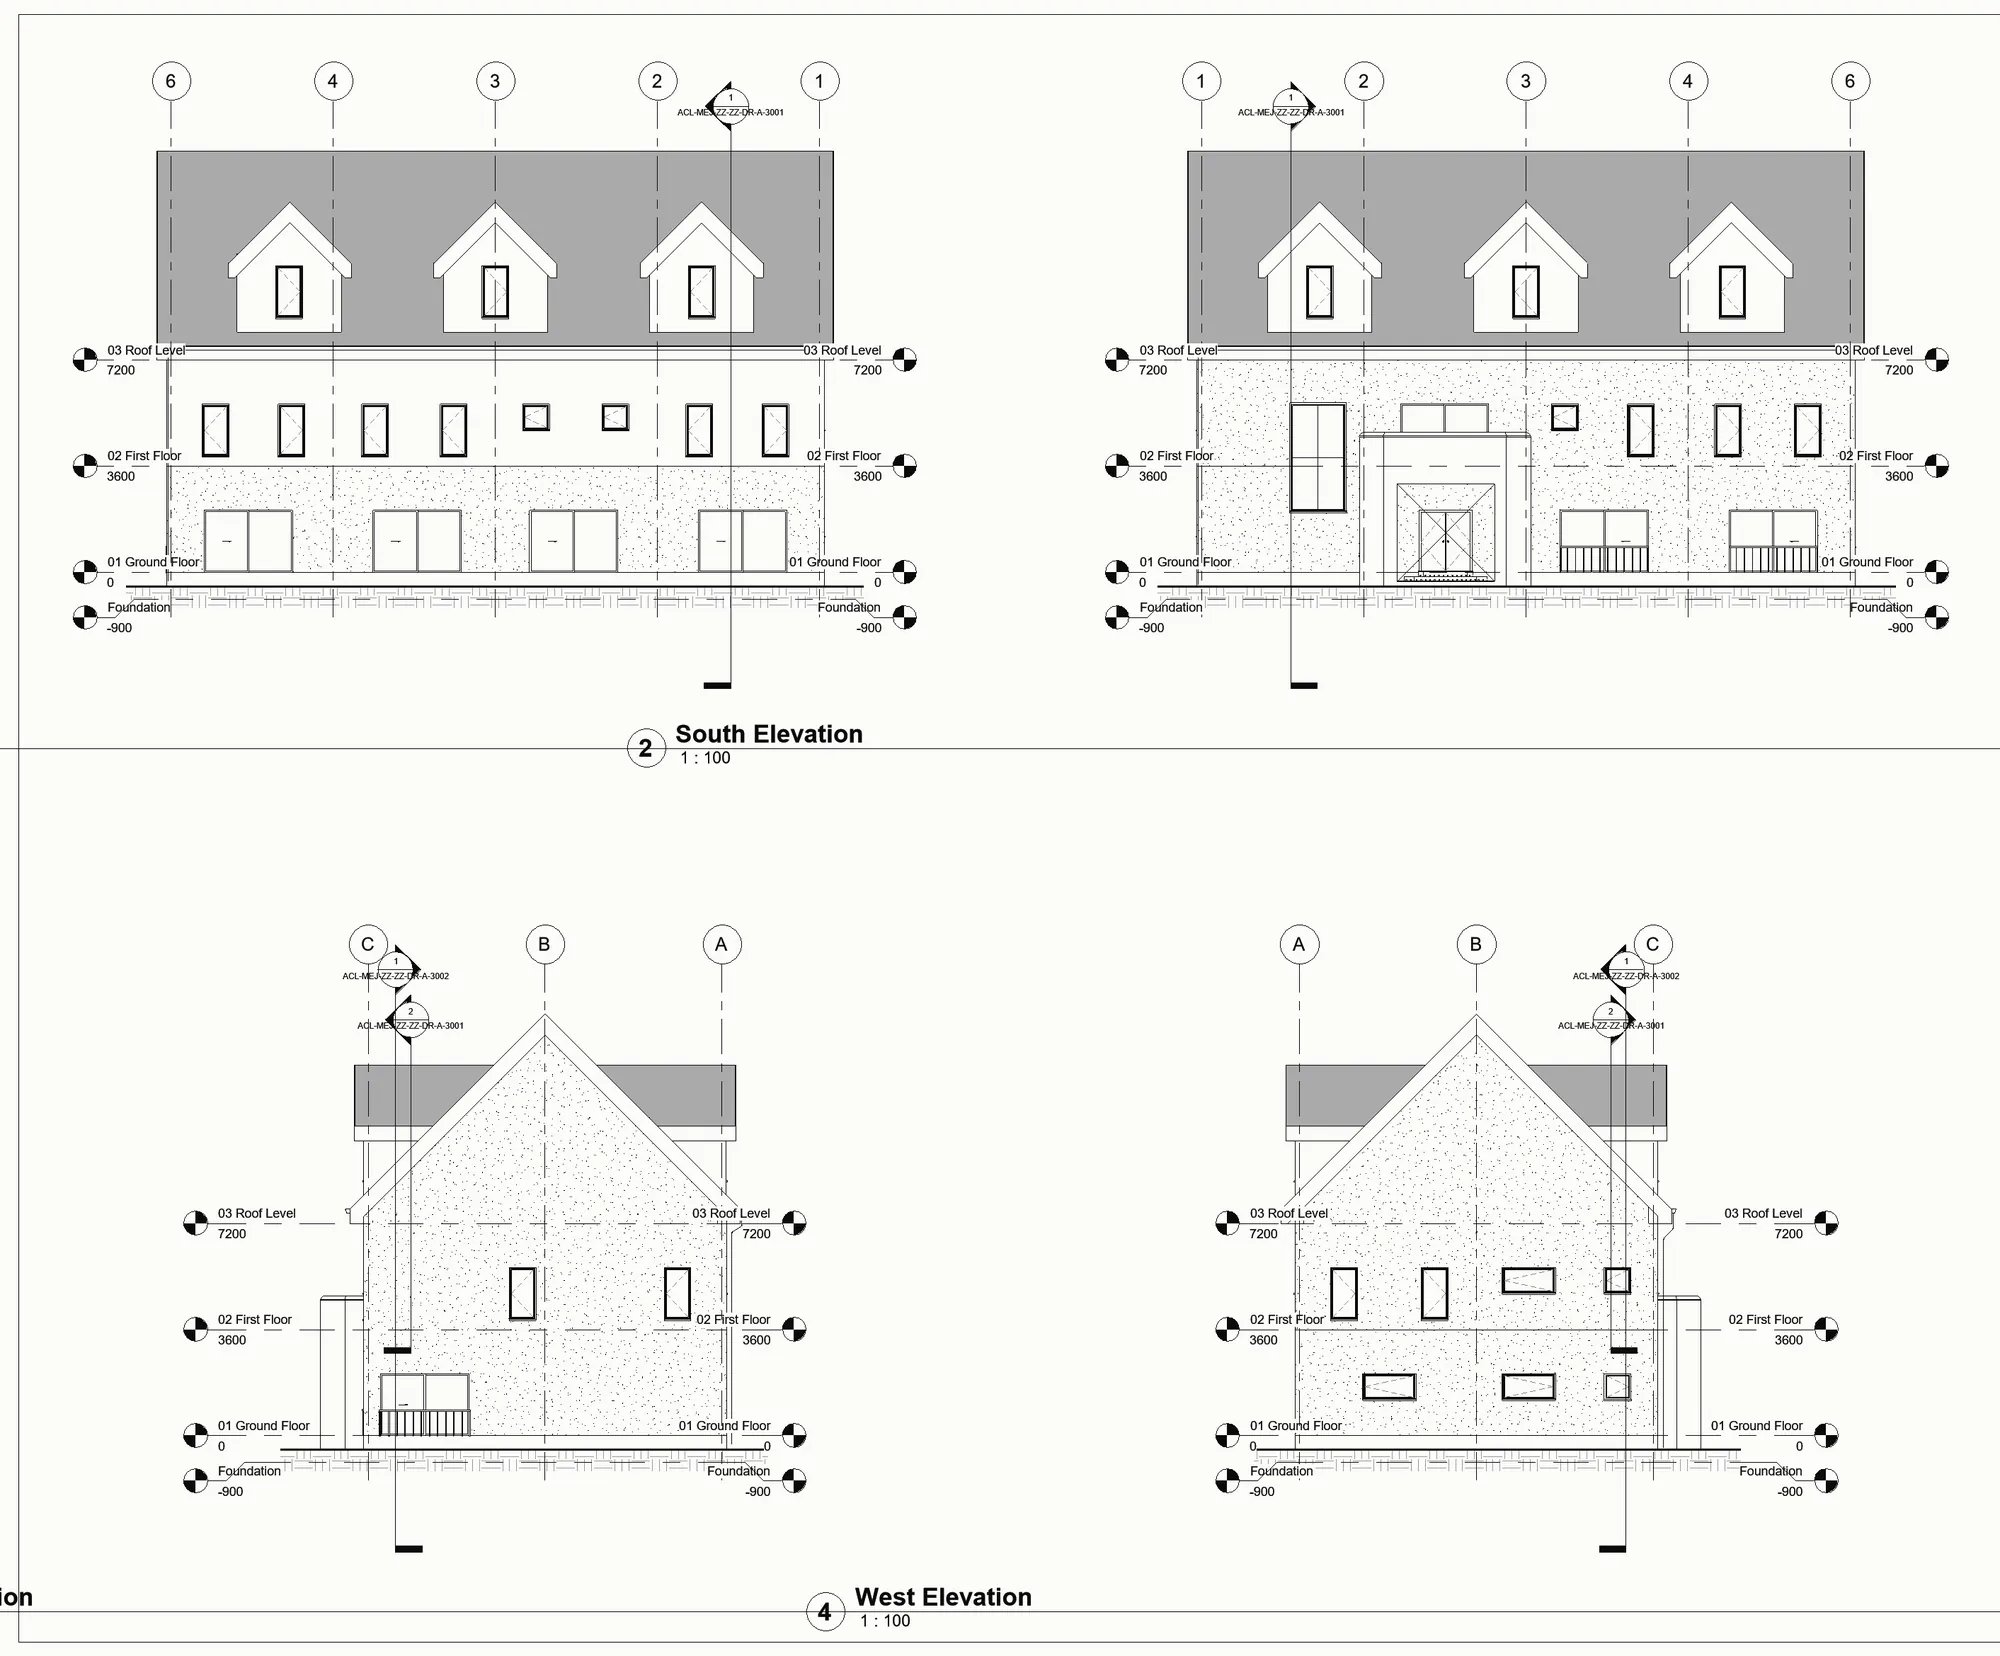 6 4 3 2 1
1
ACL-MEJ-ZZ-ZZ-DR-A-3001
1 2 3 4 6
1
ACL-MEJ-ZZ-ZZ-DR-A-3001
03 Roof Level
7200
03 Roof Level
7200
03 Roof Level
7200
03 Roof Level
7200
02 First Floor
3600
02 First Floor
3600
02 First Floor
3600
02 First Floor
3600
01 Ground Floor
0
01 Ground Floor
0
01 Ground Floor
0
01 Ground Floor
0
Foundation
-900
Foundation
-900
Foundation
-900
Foundation
-900
2 South Elevation
1 : 100
C B A
1
ACL-MEJ-ZZ-ZZ-DR-A-3002
2
ACL-MEJ-ZZ-ZZ-DR-A-3001
A B C
1
ACL-MEJ-ZZ-ZZ-DR-A-3002
2
ACL-MEJ-ZZ-ZZ-DR-A-3001
03 Roof Level
7200
03 Roof Level
7200
03 Roof Level
7200
03 Roof Level
7200
02 First Floor
3600
02 First Floor
3600
02 First Floor
3600
02 First Floor
3600
01 Ground Floor
0
01 Ground Floor
0
01 Ground Floor
0
01 Ground Floor
0
Foundation
-900
Foundation
-900
Foundation
-900
Foundation
-900
ion
4 West Elevation
1 : 100